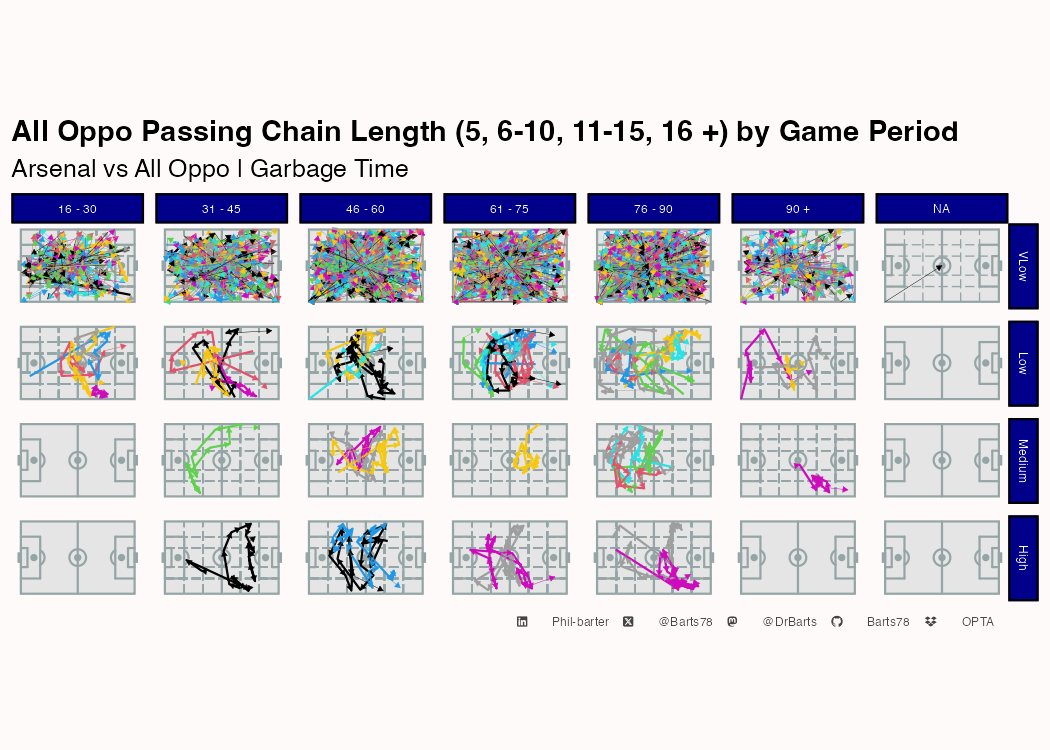 All Oppo Passing Chain Length (5, 6-10, 11-15, 16 +) by Game Period
Arsenal vs All Oppo | Garbage Time
16 - 30 31 - 45 46 - 60 61 - 75 76 - 90 90 + NA
VLow
Low
Medium
High
Phil-barter @Barts78 @DrBarts Barts78 OPTA